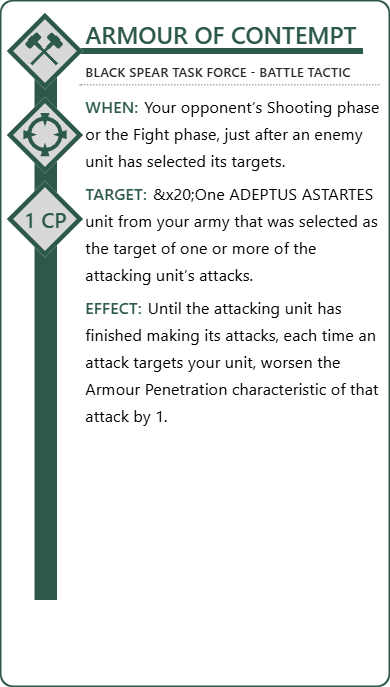 ARMOUR OF CONTEMPT
BLACK SPEAR TASK FORCE - BATTLE TACTIC
WHEN: Your opponent's Shooting phase
or the Fight phase, just after an enemy
unit has selected its targets.
TARGET: &x20;One ADEPTUS ASTARTES
unit from your army that was selected as
the target of one or more of the
attacking unit's attacks.
1 CP
EFFECT: Until the attacking unit has
finished making its attacks, each time an
attack targets your unit, worsen the
Armour Penetration characteristic of that
attack by 1.